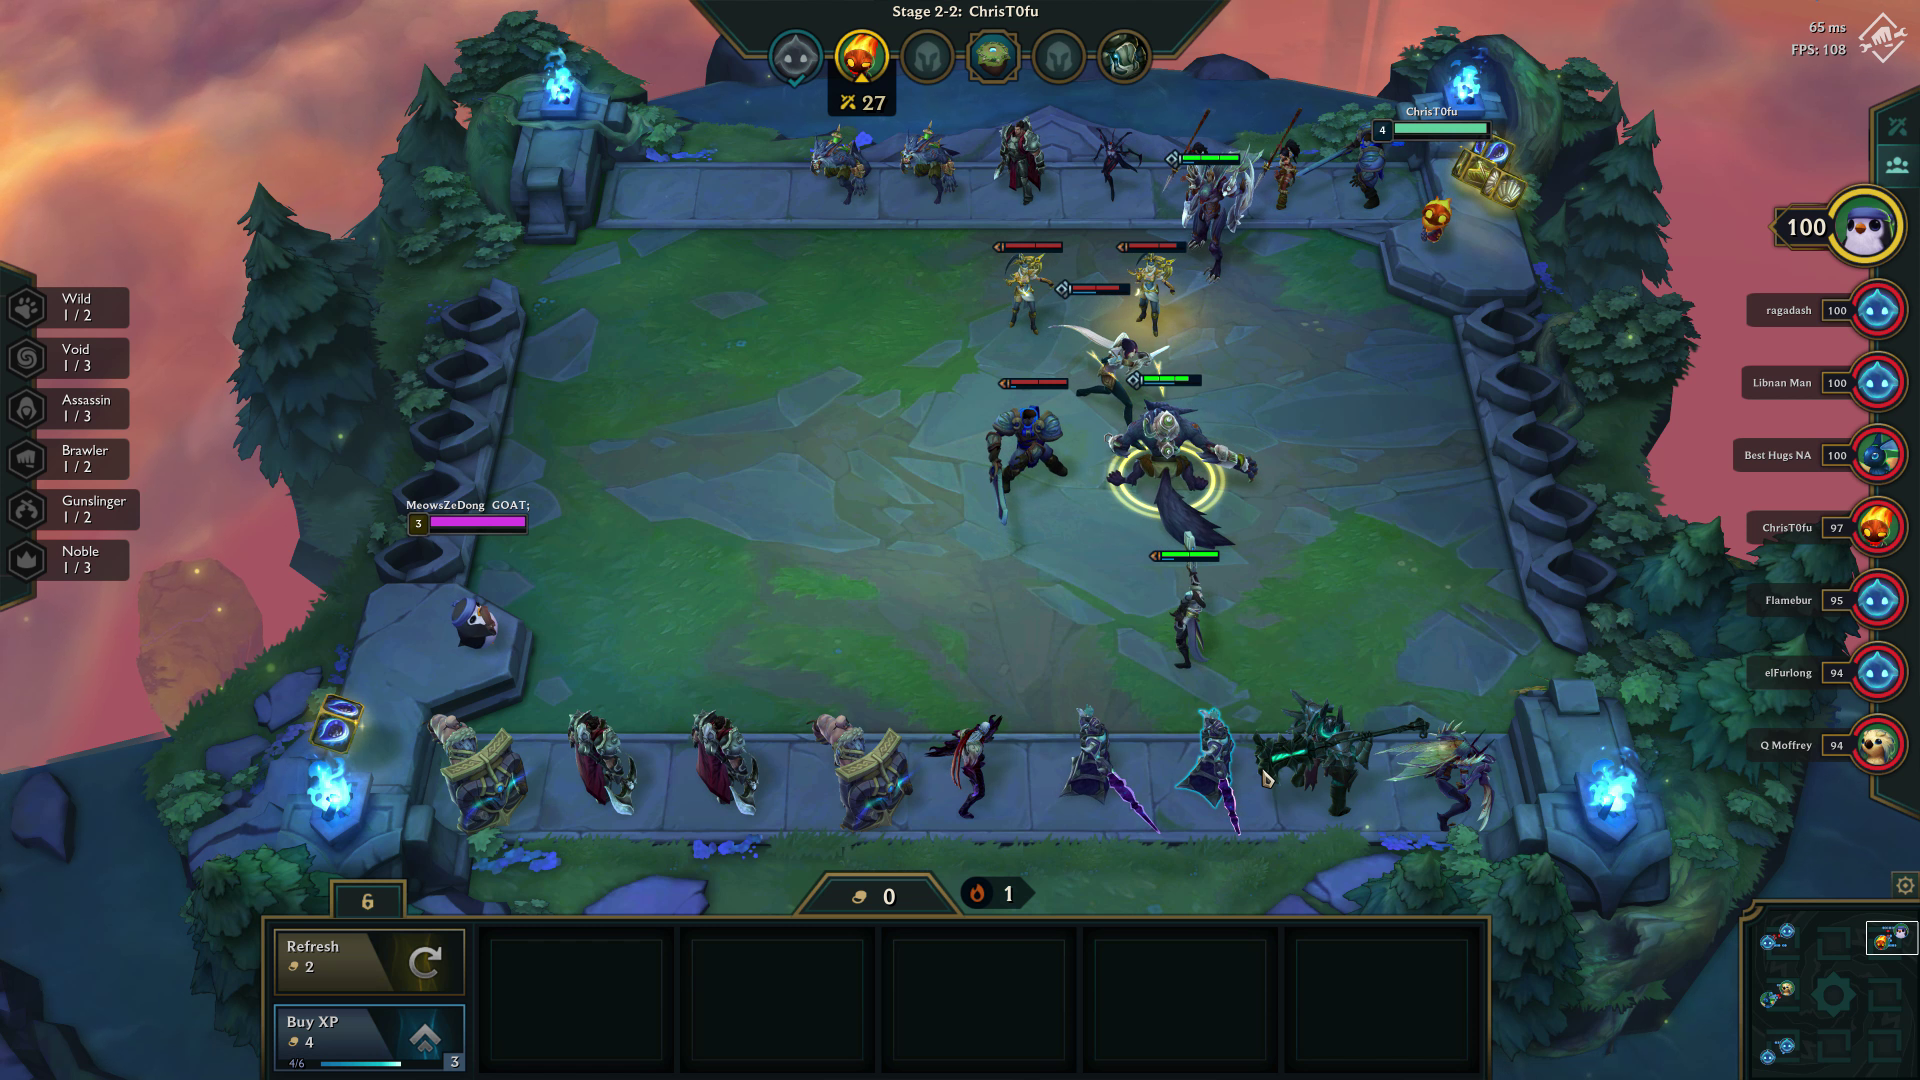 Stage 2-2: ChrisT0fu
65 ms
FPS: 108
27
ChrisT0fu
4
100
ragadash 100
Libnan Man 100
Best Hugs NA 100
ChrisT0fu 97
Flamebur 95
elFurlong 94
Q Moffrey 94
Wild
1 / 2
Void
1 / 3
Assassin
1 / 3
Brawler
1 / 2
Gunslinger
1 / 2
Noble
1 / 3
MeowsZeDong GOAT;
3
6
0
1
Refresh
2
Buy XP
4
4/6
3